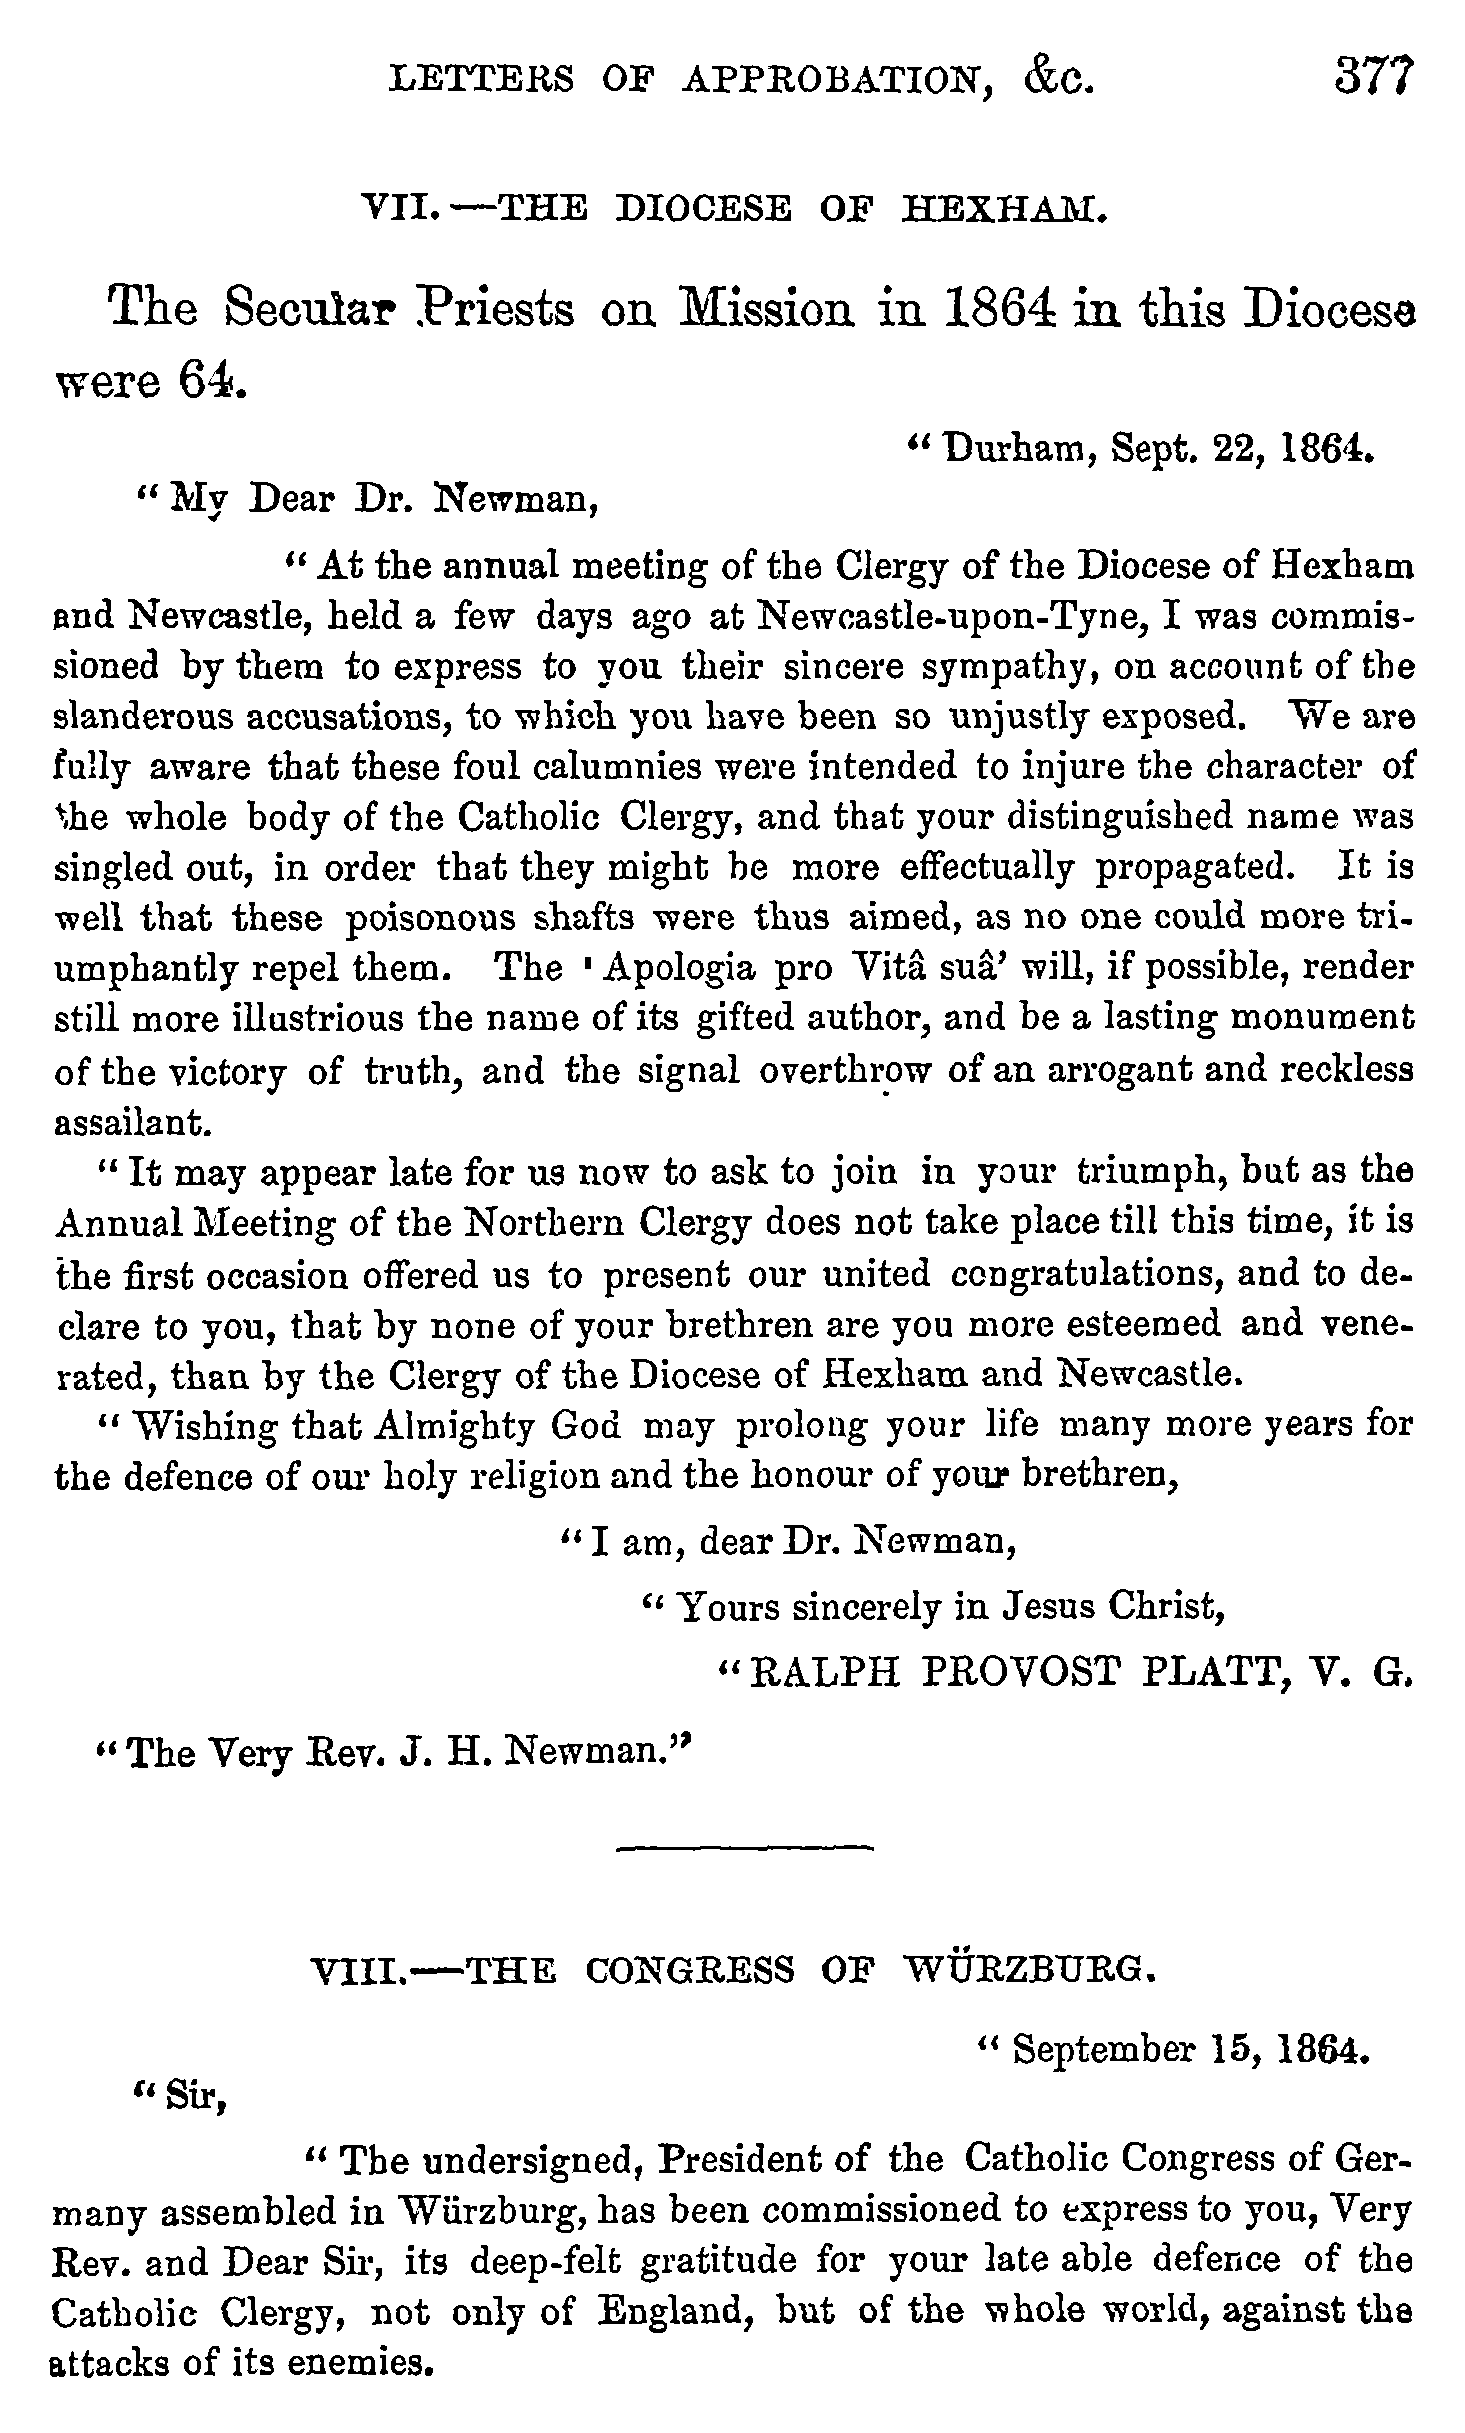 LETTERS OF APPROBATION, &c. 377
VII.—THE DIOCESE OF HEXHAM.
The Secular Priests on Mission in 1864 in this Diocese
were 64.
“ Durham, Sept. 22, 1864.
“ My Dear Dr. Newman,
“ At the annual meeting of the Clergy of the Diocese of Hexham
and Newcastle, held a few days ago at Newcastle-upon-Tyne, I was commis-
sioned by them to express to you their sincere sympathy, on account of the
slanderous accusations, to which you have been so unjustly exposed. We are
fully aware that these foul calumnies were intended to injure the character of
the whole body of the Catholic Clergy, and that your distinguished name was
singled out, in order that they might be more effectually propagated. It is
well that these poisonous shafts were thus aimed, as no one could more tri-
umphantly repel them. The ‘ Apologia pro Vitâ suâ’ will, if possible, render
still more illustrious the name of its gifted author, and be a lasting monument
of the victory of truth, and the signal overthrow of an arrogant and reckless
assailant.
“ It may appear late for us now to ask to join in your triumph, but as the
Annual Meeting of the Northern Clergy does not take place till this time, it is
the first occasion offered us to present our united congratulations, and to de-
clare to you, that by none of your brethren are you more esteemed and vene-
rated, than by the Clergy of the Diocese of Hexham and Newcastle.
“ Wishing that Almighty God may prolong your life many more years for
the defence of our holy religion and the honour of your brethren,
“ I am, dear Dr. Newman,
“ Yours sincerely in Jesus Christ,
“ RALPH PROVOST PLATT, V. G.
“ The Very Rev. J. H. Newman.”
VIII.—THE CONGRESS OF WÜRZBURG.
“ September 15, 1864.
“ Sir,
“ The undersigned, President of the Catholic Congress of Ger-
many assembled in Würzburg, has been commissioned to express to you, Very
Rev. and Dear Sir, its deep-felt gratitude for your late able defence of the
Catholic Clergy, not only of England, but of the whole world, against the
attacks of its enemies.